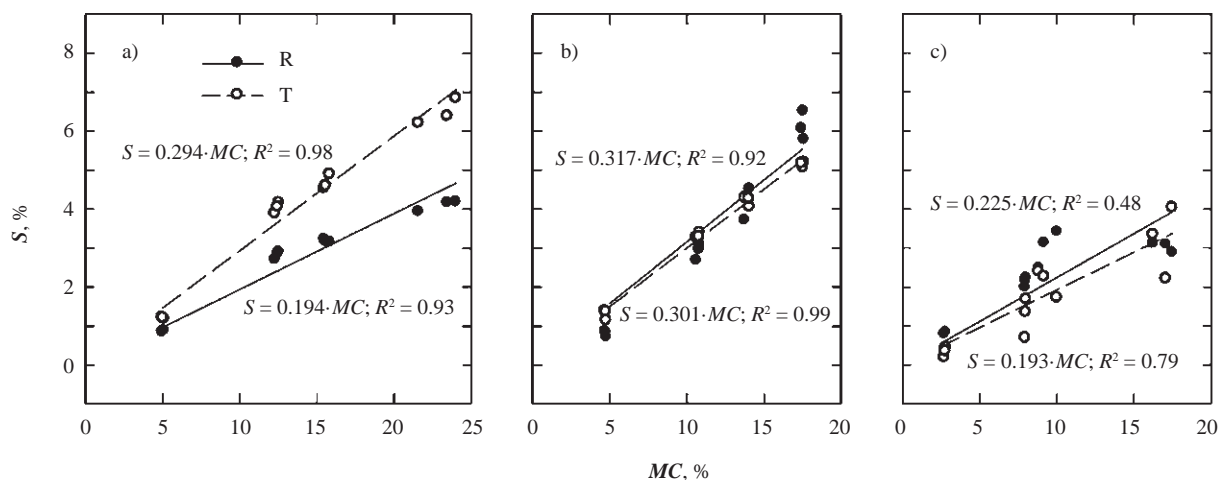 8
6
4
2
0
S, %
a)
R
T
S = 0.294·MC; R² = 0.98
S = 0.194·MC; R² = 0.93
0 5 10 15 20 25
b)
S = 0.317·MC; R² = 0.92
S = 0.301·MC; R² = 0.99
0 5 10 15 20
c)
S = 0.225·MC; R² = 0.48
S = 0.193·MC; R² = 0.79
0 5 10 15 20
MC, %